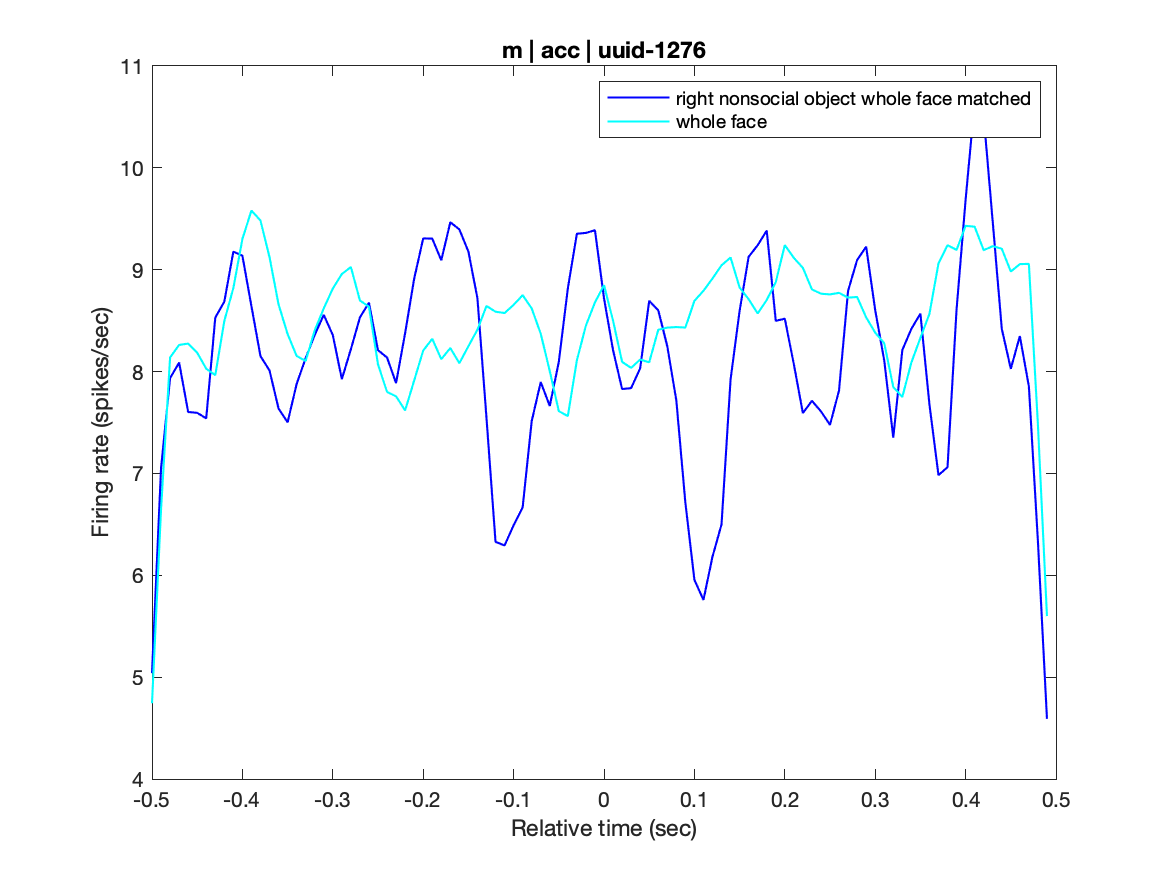 m | acc | uuid-1276
right nonsocial object whole face matched
whole face
11
10
9
8
7
6
5
4
Firing rate (spikes/sec)
-0.5 -0.4 -0.3 -0.2 -0.1 0 0.1 0.2 0.3 0.4 0.5
Relative time (sec)